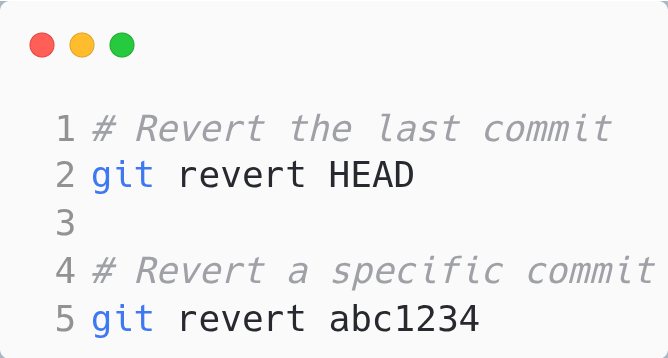 1 # Revert the last commit
2 git revert HEAD
3
4 # Revert a specific commit
5 git revert abc1234